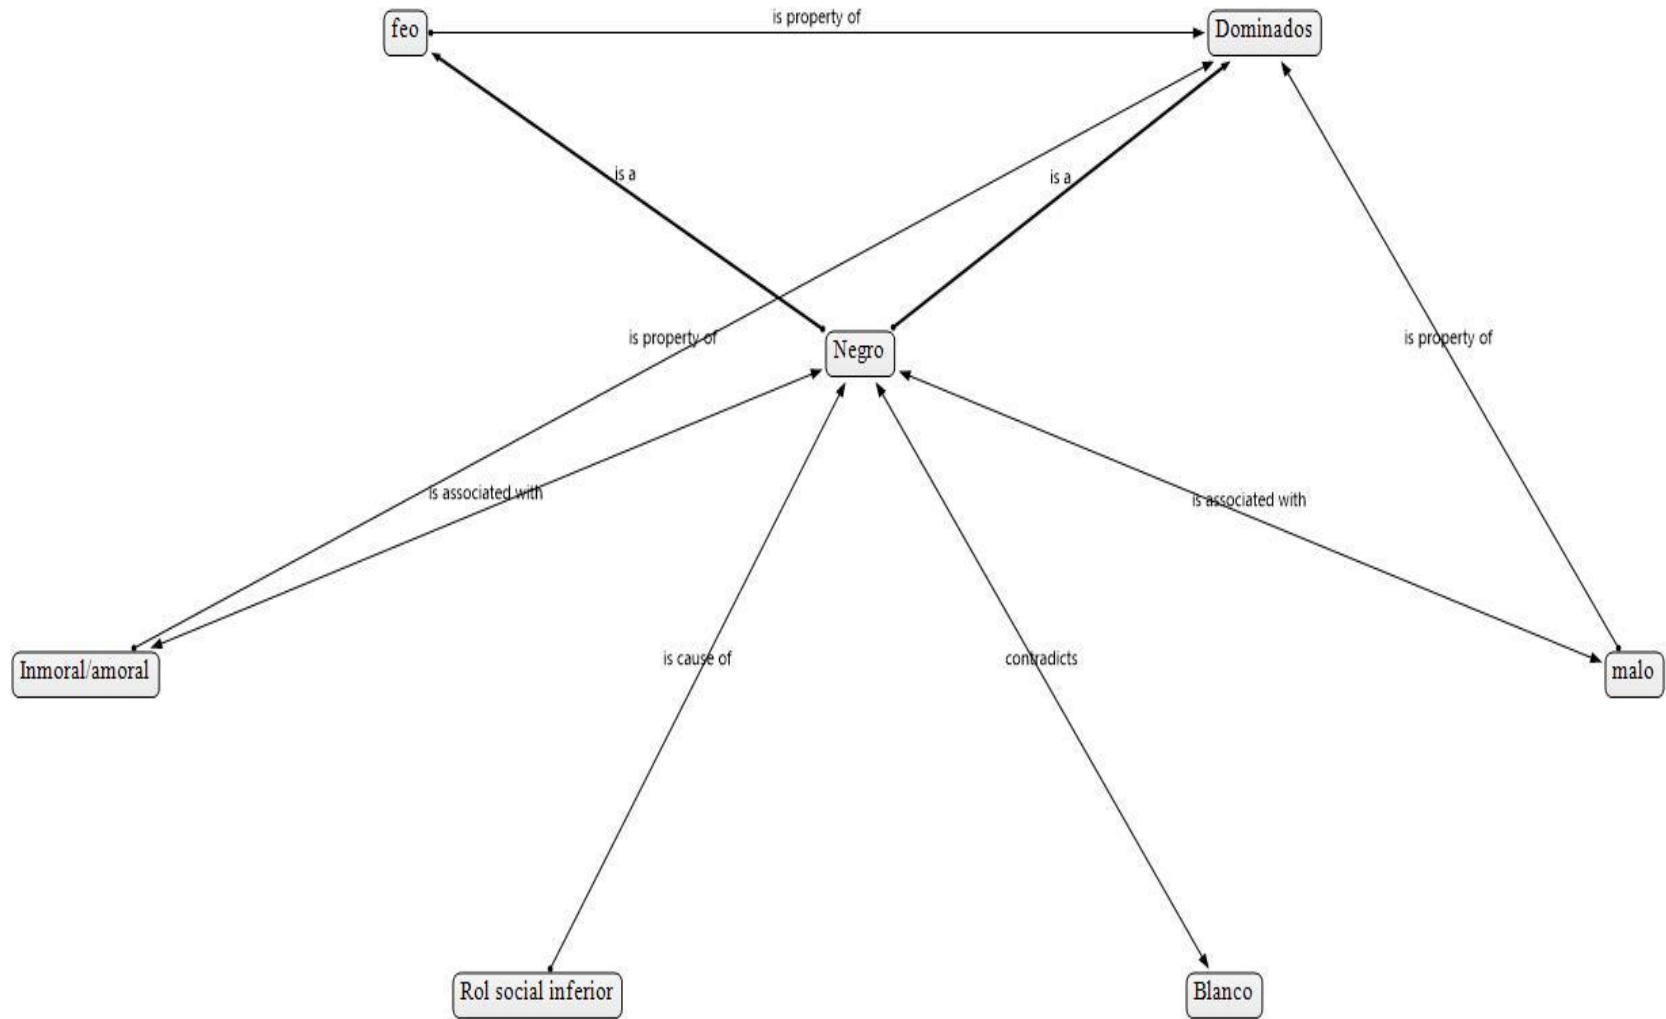 is property of
feo
Dominados
is a
is a
is property of
is property of
Negro
is associated with
is associated with
is cause of
contradicts
Inmoral/amoral
malo
Rol social inferior
Blanco